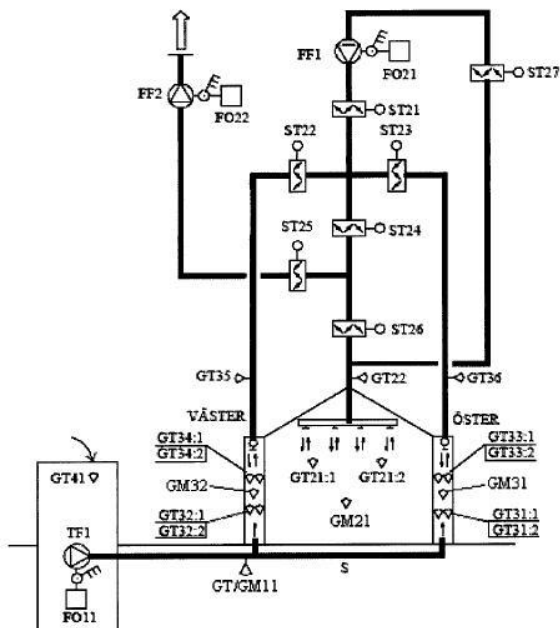 FF1
FO21
ST27
FF2
FO22
ST21
ST22
ST23
ST25
ST24
ST26
GT35
GT22
GT36
VÄSTER
ÖSTER
GT34:1
GT34:2
GT33:1
GT33:2
GT21:1
GT21:2
GT41
GM32
GM31
GM21
GT32:1
GT32:2
GT31:1
GT31:2
TF1
S
GT/GM11
FO11